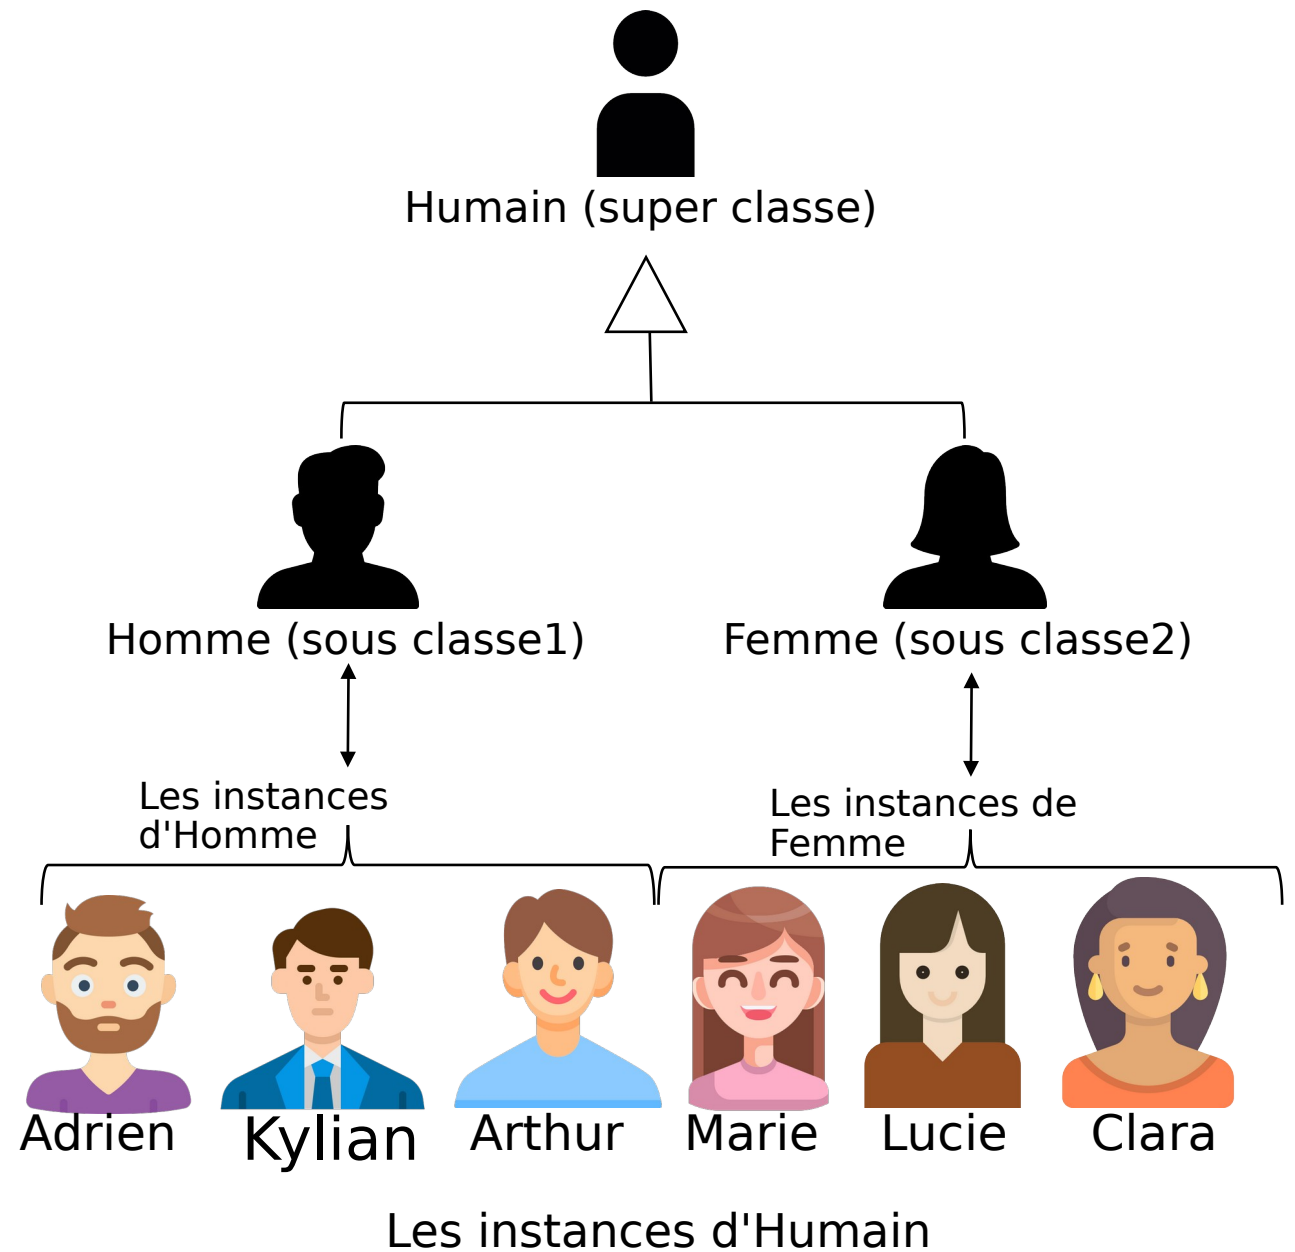 Humain (super classe)
Homme (sous classe1)
Femme (sous classe2)
Les instances
d'Homme
Les instances de
Femme
Adrien
Kylian
Arthur
Marie
Lucie
Clara
Les instances d'Humain